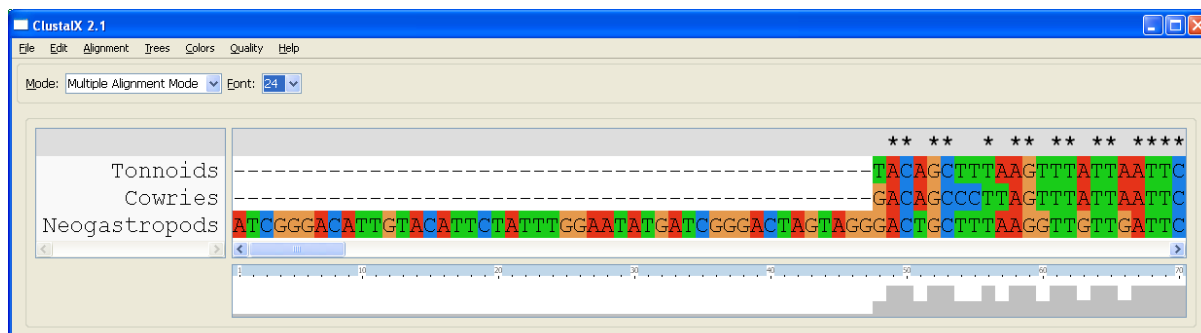 ClustalX 2.1
File Edit Alignment Trees Colors Quality Help
Mode: Multiple Alignment Mode Font: 24
** ** * ** ** ** ****
Tonnoids -----------------------------------------------TACAGCTTTAAGTTTATTAATTC
Cowries -----------------------------------------------GACAGCCCTTAGTTTATTAATTC
Neogastropods ATCGGGACATTGTACATTCTATTTGGAATATGATCGGGACTAGTAGGGACTGCTTTAAGGTTGTTGATTC
1 10 20 30 40 50 60 70